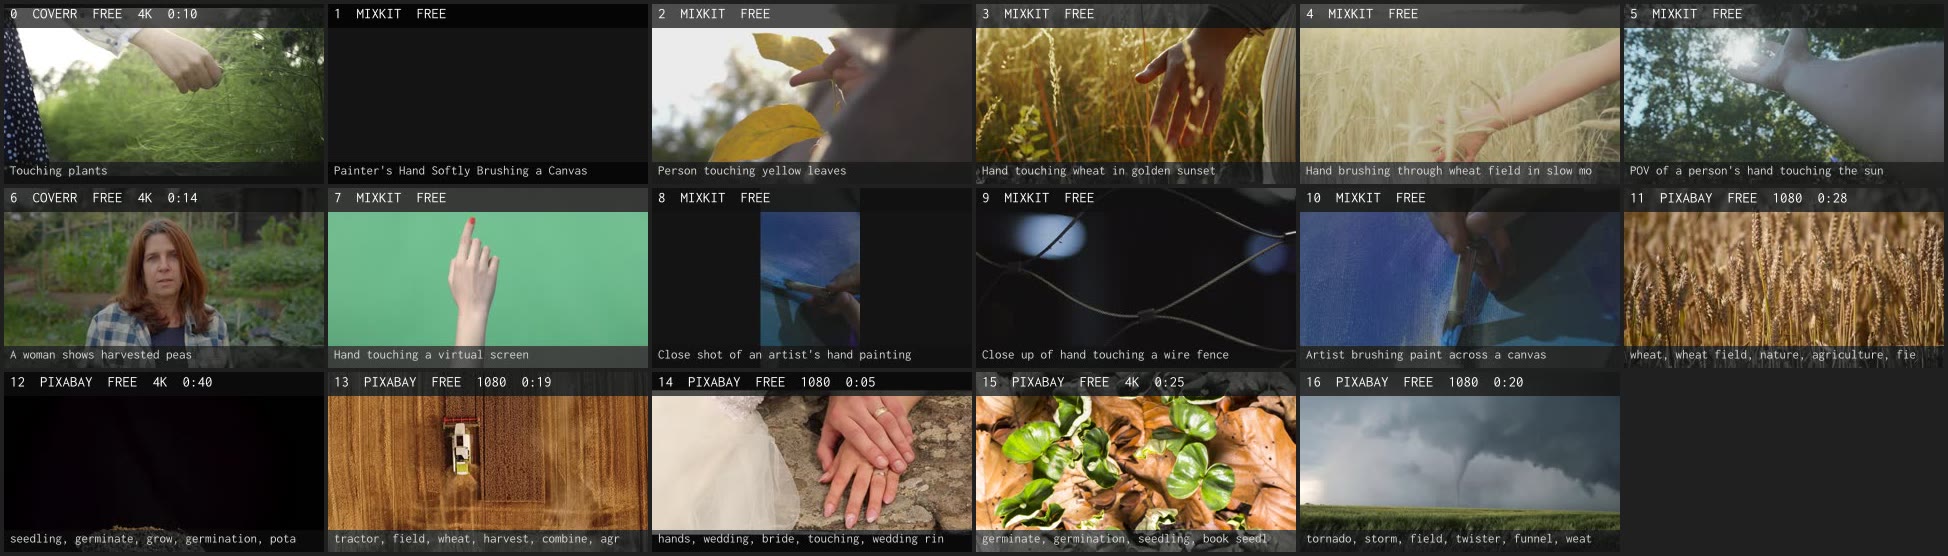 0 COVERR FREE 4K 0:10
Touching plants
1 MIXKIT FREE
Painter's Hand Softly Brushing a Canvas
2 MIXKIT FREE
Person touching yellow leaves
3 MIXKIT FREE
Hand touching wheat in golden sunset
4 MIXKIT FREE
Hand brushing through wheat field in slow mo
5 MIXKIT FREE
POV of a person's hand touching the sun
6 COVERR FREE 4K 0:14
A woman shows harvested peas
7 MIXKIT FREE
Hand touching a virtual screen
8 MIXKIT FREE
Close shot of an artist's hand painting
9 MIXKIT FREE
Close up of hand touching a wire fence
10 MIXKIT FREE
Artist brushing paint across a canvas
11 PIXABAY FREE 1080 0:28
wheat, wheat field, nature, agriculture, fie
12 PIXABAY FREE 4K 0:40
seedling, germinate, grow, germination, pota
13 PIXABAY FREE 1080 0:19
tractor, field, wheat, harvest, combine, agr
14 PIXABAY FREE 1080 0:05
hands, wedding, bride, touching, wedding rin
15 PIXABAY FREE 4K 0:25
germinate, germination, seedling, book seedl
16 PIXABAY FREE 1080 0:20
tornado, storm, field, twister, funnel, weat